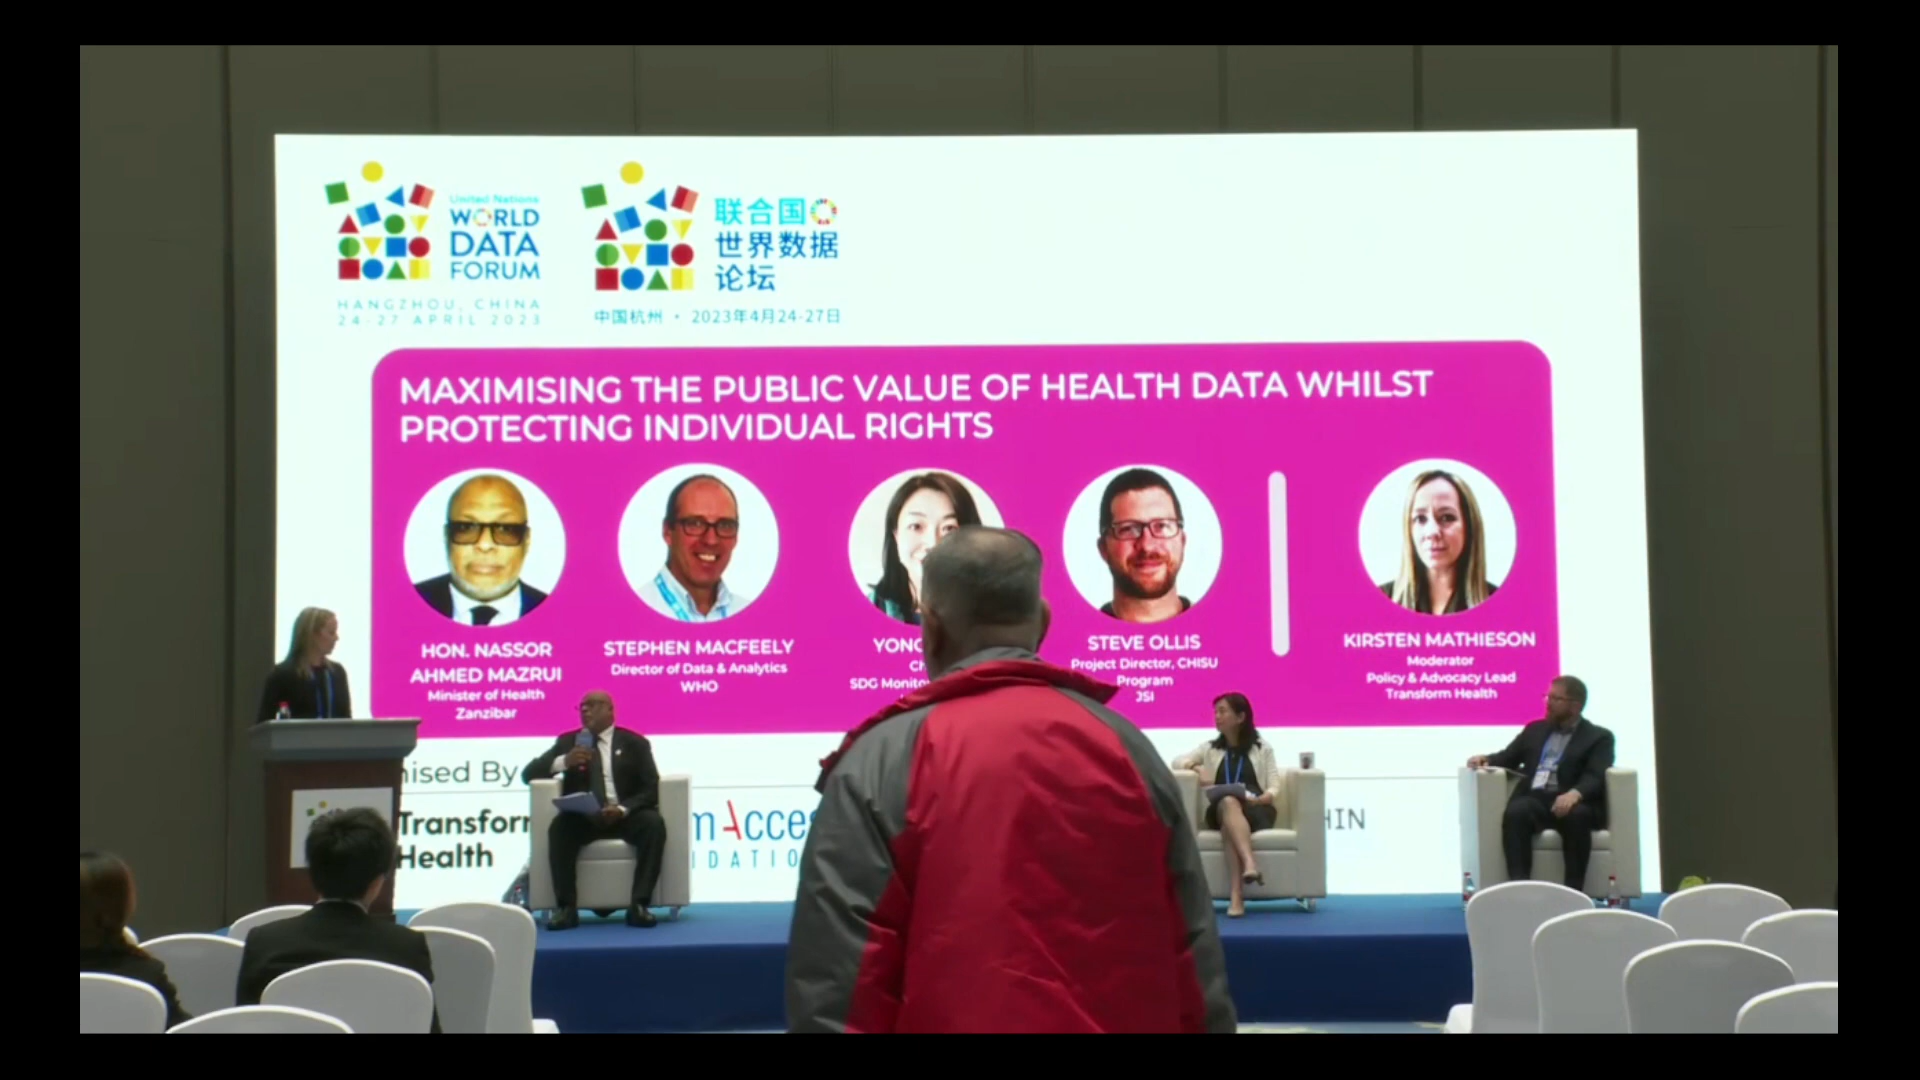 United Nations
WORLD
DATA
FORUM
HANGZHOU, CHINA
24-27 APRIL 2023
联合国
世界数据
论坛
中国杭州 · 2023年4月24-27日
MAXIMISING THE PUBLIC VALUE OF HEALTH DATA WHILST
PROTECTING INDIVIDUAL RIGHTS
HON. NASSOR
AHMED MAZRUI
Minister of Health
Zanzibar
STEPHEN MACFEELY
Director of Data & Analytics
WHO
SDG
STEVE OLLIS
Project Director, CHISU
Program
JSI
KIRSTEN MATHIESON
Moderator
Policy & Advocacy Lead
Transform Health
By
Health